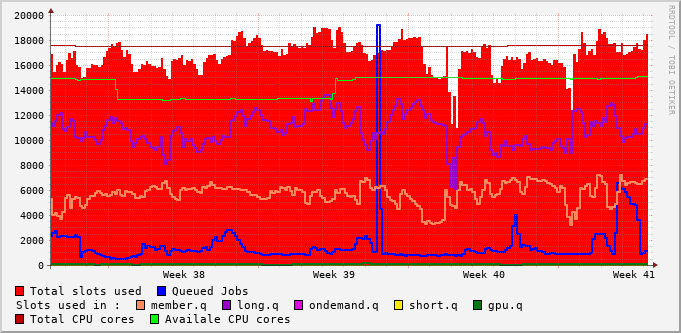 20000
18000
16000
14000
12000
10000
8000
6000
4000
2000
0
Week 38 Week 39 Week 40 Week 41
Total slots used Queued Jobs
Slots used in : member.q long.q ondemand.q short.q gpu.q
Total CPU cores Availale CPU cores
RRDTOOL / TOBI OETIKER